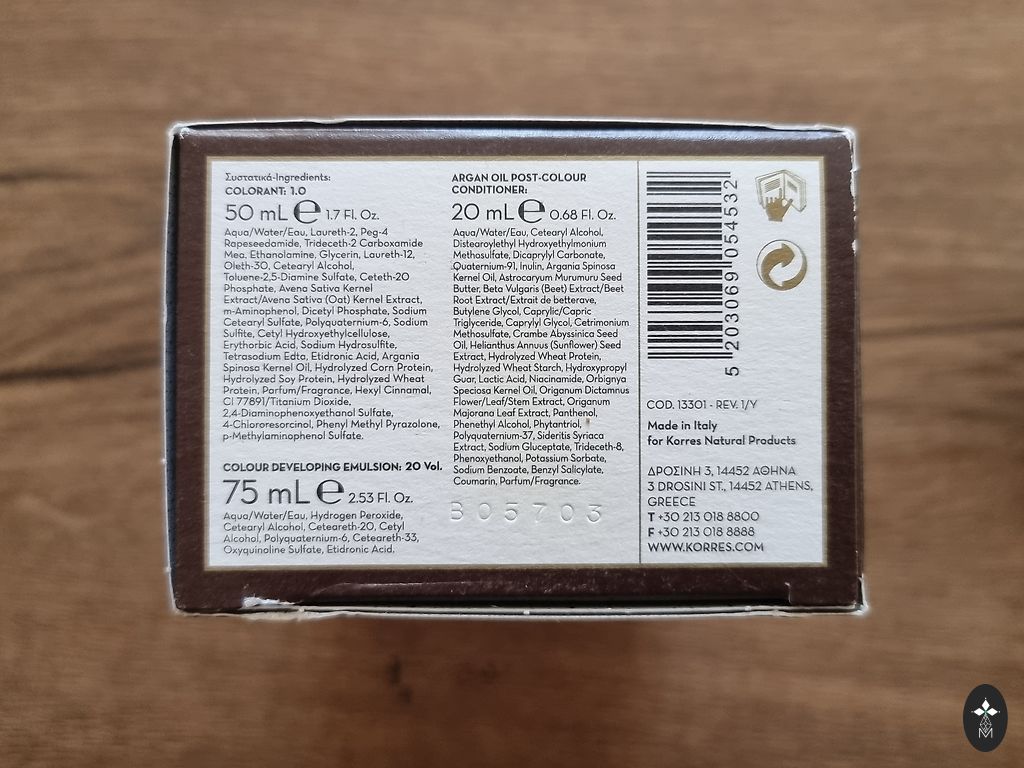 Συστατικά-Ingredients:
COLORANT: 1.0
50 mL e 1.7 Fl. Oz.
Aqua/Water/Eau, Laureth-2, Peg-4
Rapeseedamide, Trideceth-2 Carboxamide
Mea, Ethanolamine, Glycerin, Laureth-12,
Oleth-30, Cetearyl Alcohol,
Toluene-2,5-Diamine Sulfate, Ceteth-20
Phosphate, Avena Sativa Kernel
Extract/Avena Sativa (Oat) Kernel Extract,
m-Aminophenol, Dicetyl Phosphate, Sodium
Cetearyl Sulfate, Polyquaternium-6, Sodium
Sulfite, Cetyl Hydroxyethylcellulose,
Erythorbic Acid, Sodium Hydrosulfite,
Tetrasodium Edta, Etidronic Acid, Argania
Spinosa Kernel Oil, Hydrolyzed Corn Protein,
Hydrolyzed Soy Protein, Hydrolyzed Wheat
Protein, Parfum/Fragrance, Hexyl Cinnamal,
CI 77891/Titanium Dioxide,
2,4-Diaminophenoxyethanol Sulfate,
4-Chlororesorcinol, Phenyl Methyl Pyrazolone,
p-Methylaminophenol Sulfate.
COLOUR DEVELOPING EMULSION: 20 Vol.
75 mL e 2.53 Fl. Oz.
Aqua/Water/Eau, Hydrogen Peroxide,
Cetearyl Alcohol, Ceteareth-20, Cetyl
Alcohol, Polyquaternium-6, Ceteareth-33,
Oxyquinoline Sulfate, Etidronic Acid.
ARGAN OIL POST-COLOUR
CONDITIONER:
20 mL e 0.68 Fl. Oz.
Aqua/Water/Eau, Cetearyl Alcohol,
Distearoylethyl Hydroxyethylmonium
Methosulfate, Dicaprylyl Carbonate,
Quaternium-91, Inulin, Argania Spinosa
Kernel Oil, Astrocaryum Murumuru Seed
Butter, Beta Vulgaris (Beet) Extract/Beet
Root Extract/Extrait de betterave,
Butylene Glycol, Caprylic/Capric
Triglyceride, Caprylyl Glycol, Cetrimonium
Methosulfate, Crambe Abyssinica Seed
Oil, Helianthus Annuus (Sunflower) Seed
Extract, Hydrolyzed Wheat Protein,
Hydrolyzed Wheat Starch, Hydroxypropyl
Guar, Lactic Acid, Niacinamide, Orbignya
Speciosa Kernel Oil, Origanum Dictamnus
Flower/Leaf/Stem Extract, Origanum
Majorana Leaf Extract, Panthenol,
Phenethyl Alcohol, Phytantriol,
Polyquaternium-37, Sideritis Syriaca
Extract, Sodium Gluceptate, Trideceth-8,
Phenoxyethanol, Potassium Sorbate,
Sodium Benzoate, Benzyl Salicylate,
Coumarin, Parfum/Fragrance.
B05703
5 203069 054532
COD. 13301 - REV. 1/Y
Made in Italy
for Korres Natural Products
ΔΡΟΣΙΝΗ 3, 14452 ΑΘΗΝΑ
3 DROSINI ST., 14452 ATHENS,
GREECE
T +30 213 018 8800
F +30 213 018 8888
WWW.KORRES.COM
M